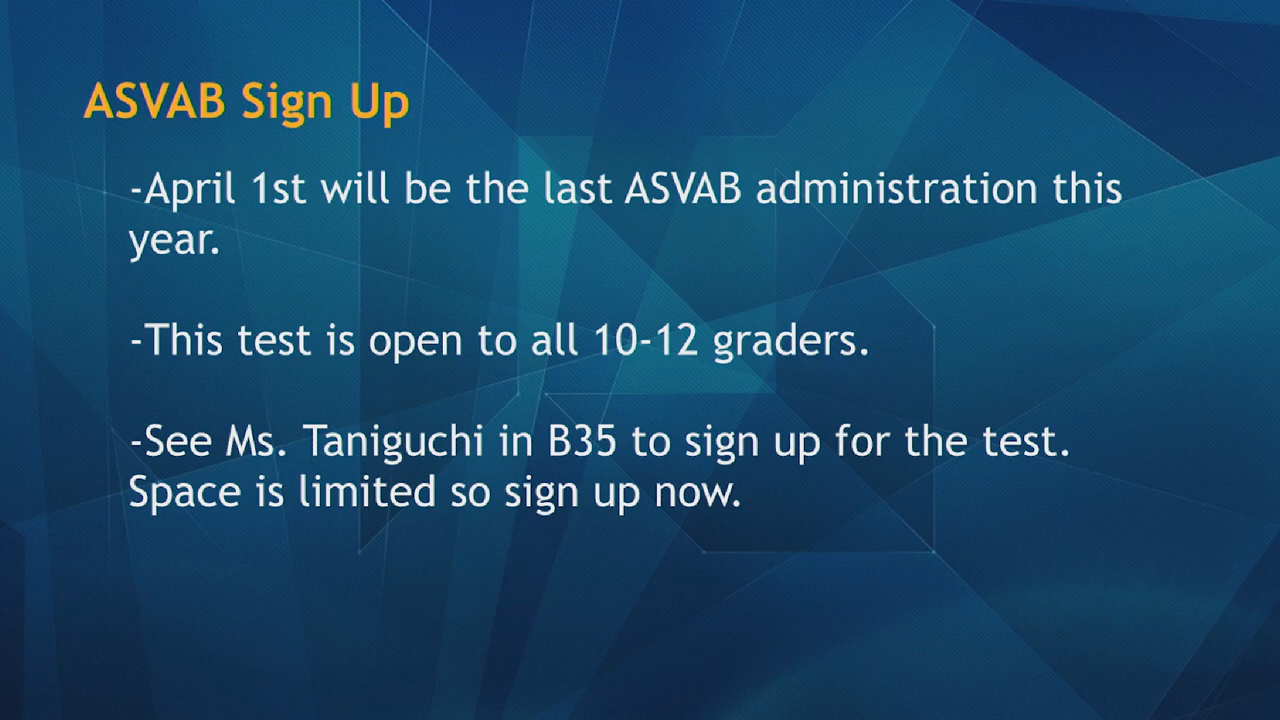 ASVAB Sign Up
-April 1st will be the last ASVAB administration this
year.
-This test is open to all 10-12 graders.
-See Ms. Taniguchi in B35 to sign up for the test.
Space is limited so sign up now.